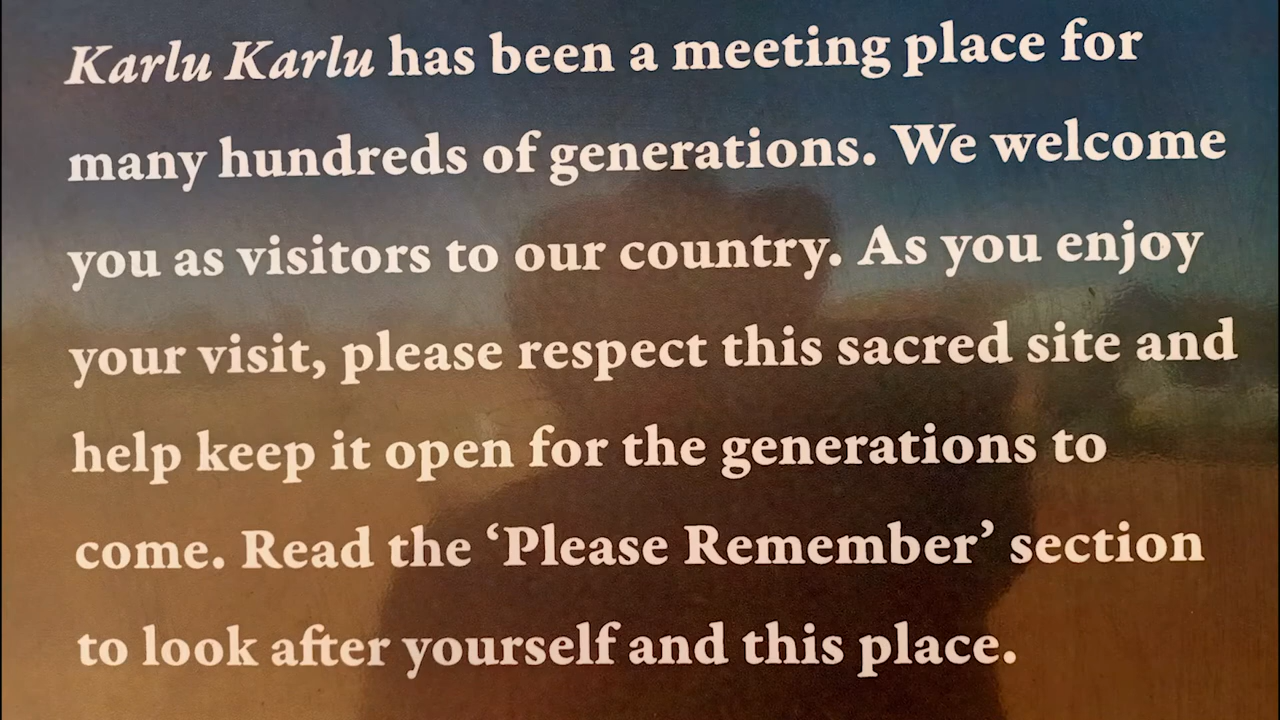 Karlu Karlu has been a meeting place for
many hundreds of generations. We welcome
you as visitors to our country. As you enjoy
your visit, please respect this sacred site and
help keep it open for the generations to
come. Read the ‘Please Remember’ section
to look after yourself and this place.